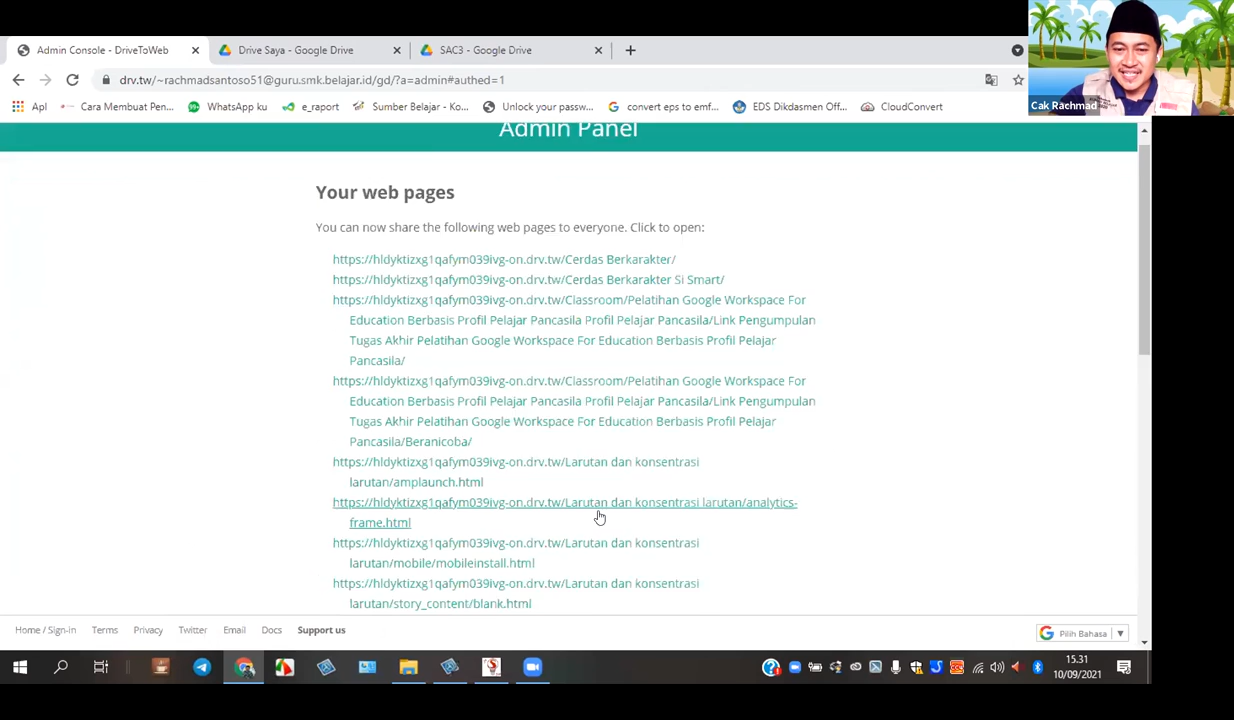 Admin Console - DriveToWeb
Drive Saya - Google Drive
SAC3 - Google Drive
drv.tw/~rachmadsantoso51@guru.smk.belajar.id/gd/?a=admin#authed=1
Apl
Cara Membuat Pen...
WhatsApp ku
e_raport
Sumber Belajar - Ko...
Unlock your passw...
convert eps to emf...
EDS Dikdasmen Off...
CloudConvert
Cak Rachmad
Admin Panel
Your web pages
You can now share the following web pages to everyone. Click to open:
https://hldyktizxg1qafym039ivg-on.drv.tw/Cerdas Berkarakter/
https://hldyktizxg1qafym039ivg-on.drv.tw/Cerdas Berkarakter Si Smart/
https://hldyktizxg1qafym039ivg-on.drv.tw/Classroom/Pelatihan Google Workspace For
Education Berbasis Profil Pelajar Pancasila Profil Pelajar Pancasila/Link Pengumpulan
Tugas Akhir Pelatihan Google Workspace For Education Berbasis Profil Pelajar
Pancasila/
https://hldyktizxg1qafym039ivg-on.drv.tw/Classroom/Pelatihan Google Workspace For
Education Berbasis Profil Pelajar Pancasila Profil Pelajar Pancasila/Link Pengumpulan
Tugas Akhir Pelatihan Google Workspace For Education Berbasis Profil Pelajar
Pancasila/Beranicoba/
https://hldyktizxg1qafym039ivg-on.drv.tw/Larutan dan konsentrasi
larutan/amplaunch.html
https://hldyktizxg1qafym039ivg-on.drv.tw/Larutan dan konsentrasi larutan/analytics-
frame.html
https://hldyktizxg1qafym039ivg-on.drv.tw/Larutan dan konsentrasi
larutan/mobile/mobileinstall.html
https://hldyktizxg1qafym039ivg-on.drv.tw/Larutan dan konsentrasi
larutan/story_content/blank.html
Home / Sign-in
Terms
Privacy
Twitter
Email
Docs
Support us
Pilih Bahasa
15.31
10/09/2021